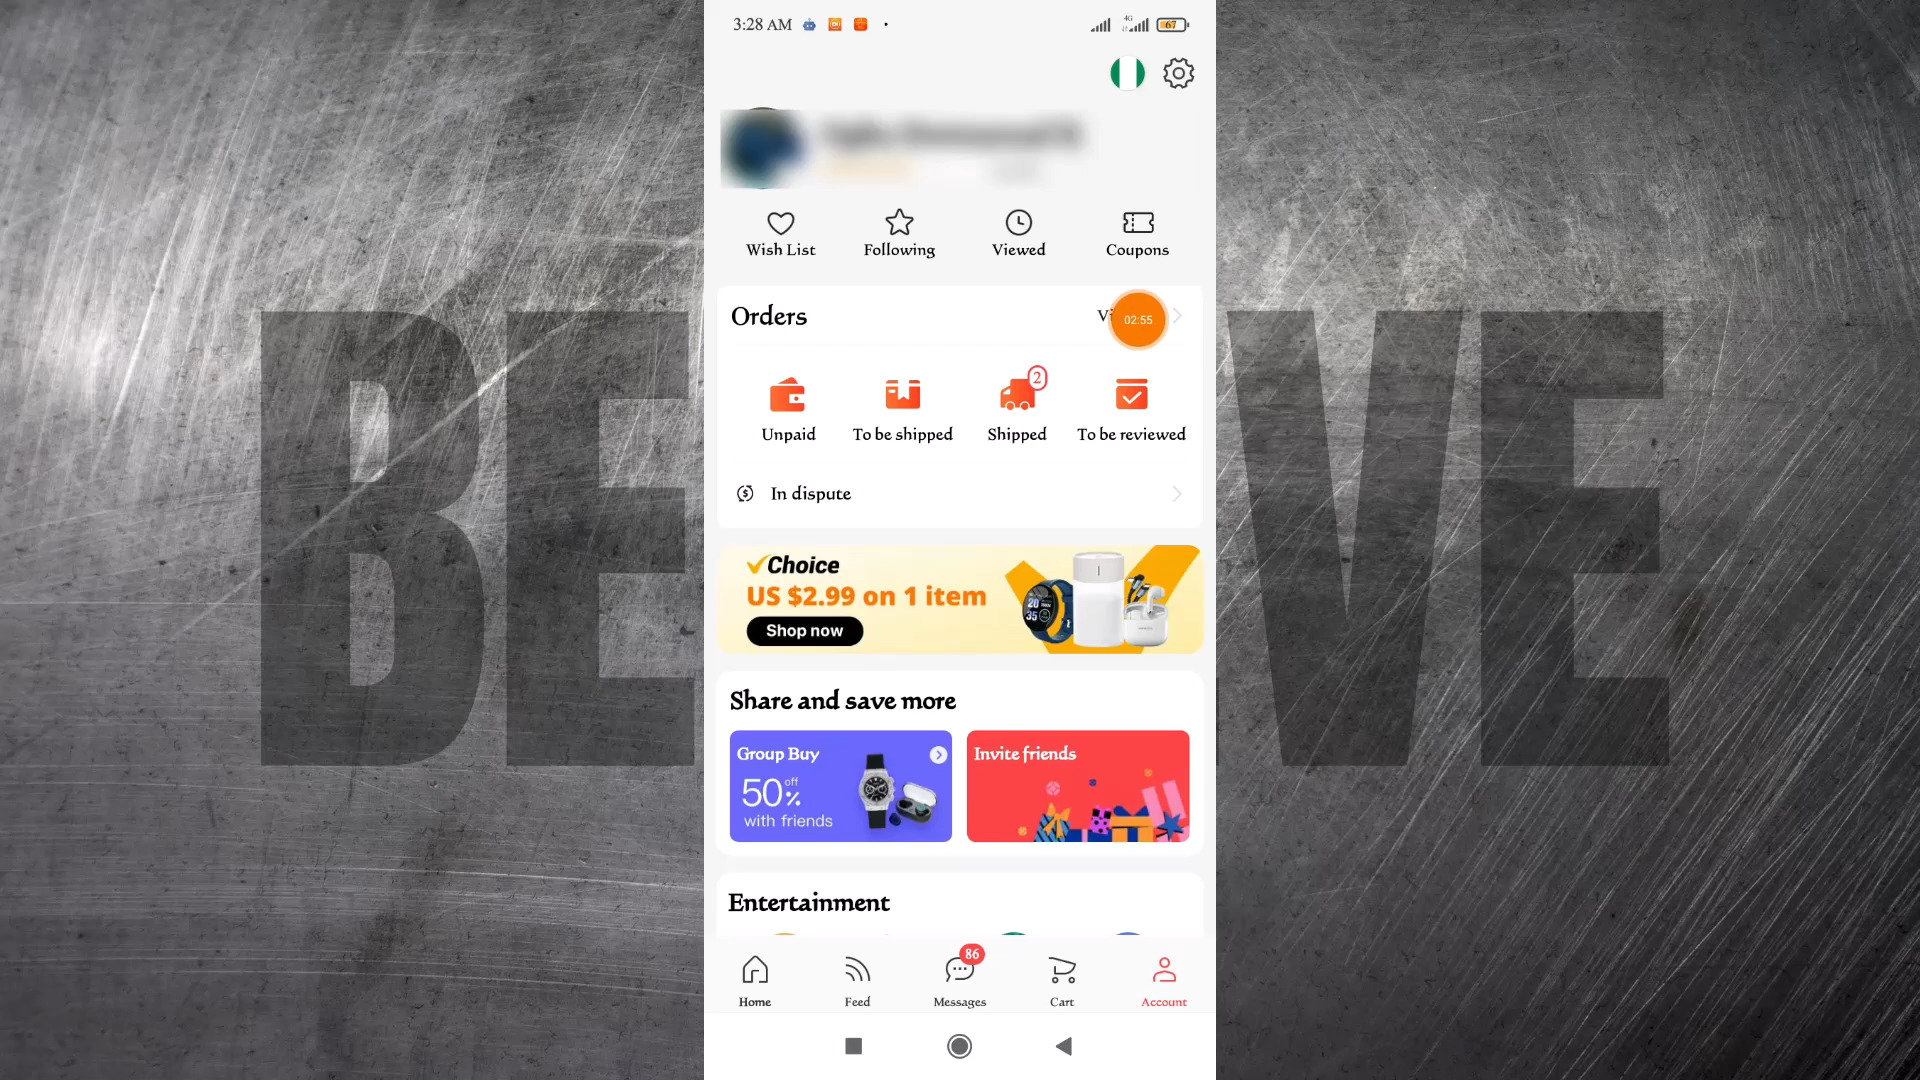 3:28 AM
4G
67
Wish List
Following
Viewed
Coupons
Orders
02:55
2
Unpaid
To be shipped
Shipped
To be reviewed
In dispute
Choice
US $2.99 on 1 item
Shop now
Share and save more
Group Buy
50% off
with friends
Invite friends
Entertainment
86
Home
Feed
Messages
Cart
Account
BE
VE